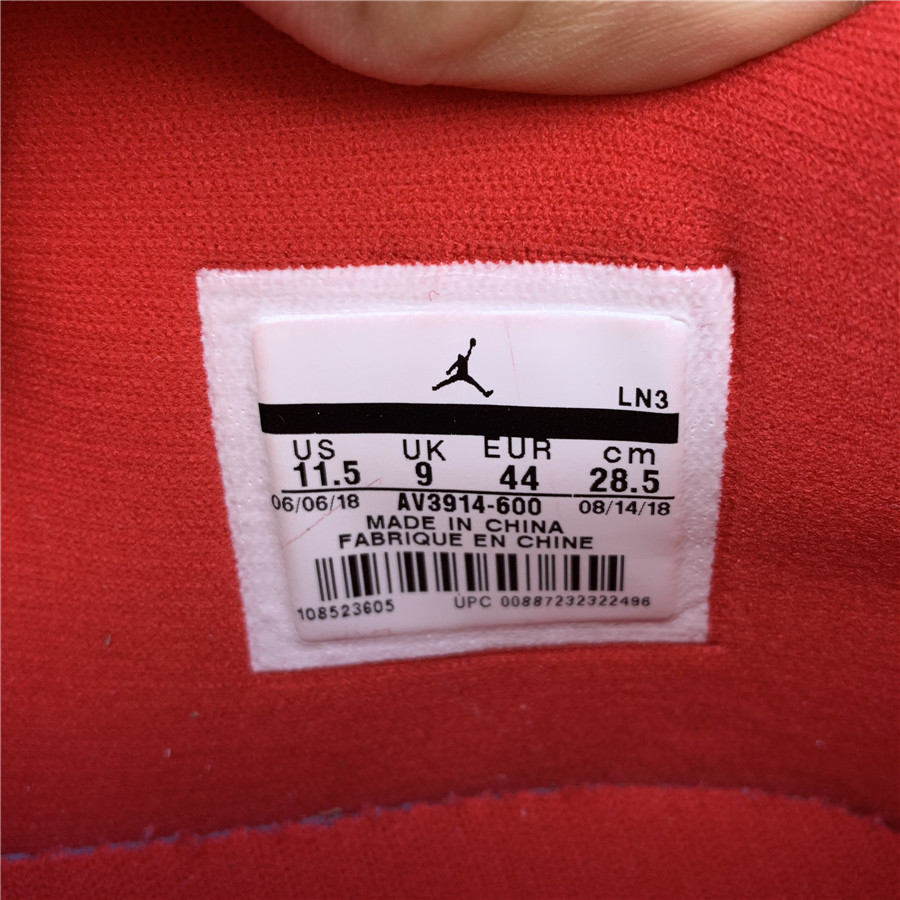 LN3
US UK EUR cm
11.5 9 44 28.5
06/06/18 AV3914-600 08/14/18
MADE IN CHINA
FABRIQUE EN CHINE
108523605 UPC 00887232322496